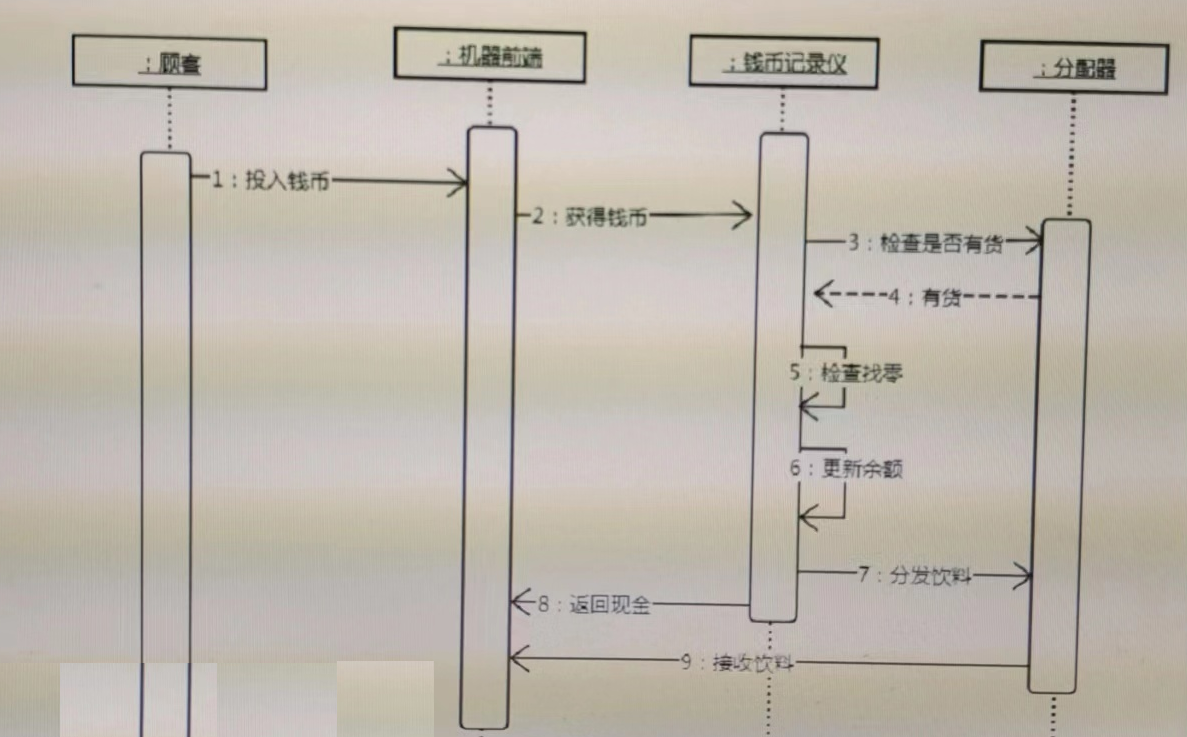 ：顾客
：机器前端
：钱币记录仪
：分配器
1：投入钱币
2：获得钱币
3：检查是否有货
4：有货
5：检查找零
6：更新余额
7：分发饮料
8：返回现金
9：接收饮料